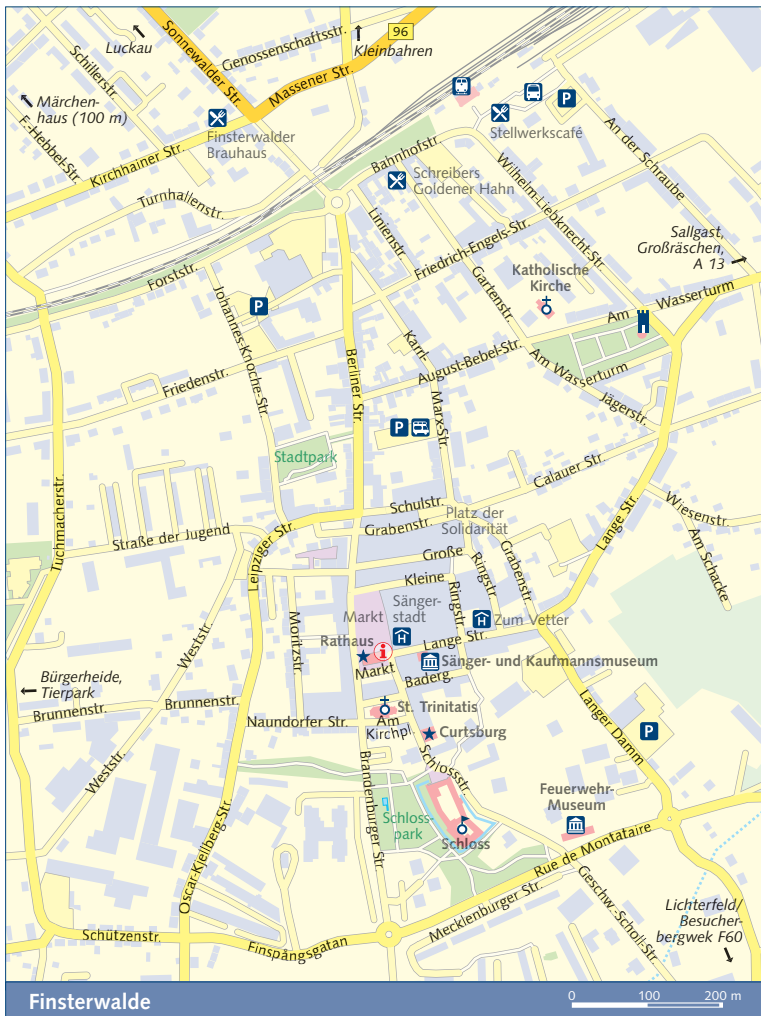 Luckau
Sonnewalder Str.
Genossenschaftsstr.
96
Kleinbahren
Massener Str.
Schillerstr.
Märchen-
haus (100 m)
F.-Hebbel-Str.
Kirchhainer Str.
Finsterwalder
Brauhaus
P
Stellwerkscafé
An der Schraube
Bahnhofstr
Schreibers
Goldener Hahn
Wilhelm-Liebknecht-Str
Turnhallenstr.
Linienstr.
Friedrich-Engels-Str.
Gartenstr.
Sallgast,
Großräschen,
A 13
Katholische
Kirche
Forststr.
Johannes-Knoche-Str.
P
Am Wasserturm
Karrl-
Marx-Str.
Berliner Str.
August-Bebel-Str.
Am Wasserturm
Jägerstr.
Friedenstr.
P
Stadtpark
Calauer Str.
Tuchmacherstr.
Schulstr.
Platz der
Solidarität
Grabenstr.
Lange Str.
Wiesenstr.
Am Schacke
Straße der Jugend
Leipziger Str.
Große
Ringstr.
Grabenstr.
Kleine
Ringstr.
Markt
Sänger-
stadt
H
H
Zum Vetter
Moritzstr.
Rathaus
i
Lange Str.
Markt
Sänger- und Kaufmannsmuseum
Baderg.
Weststr.
Bürgerheide,
Tierpark
Brunnenstr.
Brunnenstr.
Naundorfer Str.
St. Trinitatis
Am
Kirchpl.
Curtsburg
Langer Damm
P
Weststr.
Brandenburger Str.
Schlossstr.
Feuerwehr-
Museum
Schloss-
park
Schloss
Oscar-Kjellberg-Str.
Rue de Montataire
Geschw.-Scholl-Str.
Mecklenburger Str.
Lichterfeld/
Besucher-
bergwek F60
Schützenstr.
Finspångsgatan
Finsterwalde
0 100 200 m